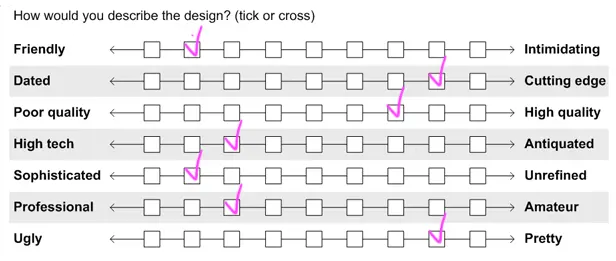 How would you describe the design? (tick or cross)
Friendly Intimidating
Dated Cutting edge
Poor quality High quality
High tech Antiquated
Sophisticated Unrefined
Professional Amateur
Ugly Pretty